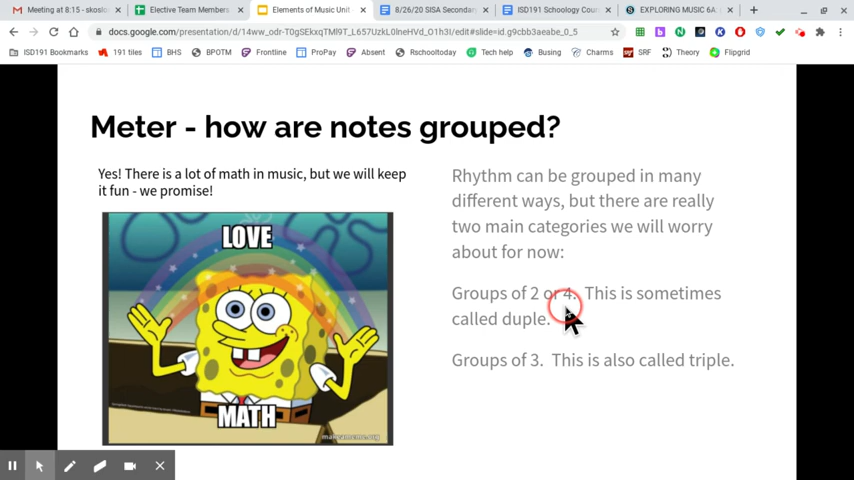 Meeting at 8:15 - skoslo
Elective Team Members
Elements of Music Unit -
8/26/20 SISA Secondar
ISD191 Schoology Cour
EXPLORING MUSIC 6A:
docs.google.com/presentation/d/14ww_odr-T0gSEkxqTMl9T_L657UzkL0lneHVd_O1h3I/edit#slide=id.g9cbb3aeabe_0_5
ISD191 Bookmarks
191 tiles
BHS
BPOTM
Frontline
ProPay
Absent
Rschooltoday
Tech help
Busing
Charms
SRF
Theory
Flipgrid
Meter - how are notes grouped?
Yes! There is a lot of math in music, but we will keep
it fun - we promise!
LOVE
MATH
Rhythm can be grouped in many
different ways, but there are really
two main categories we will worry
about for now:
Groups of 2 or 4. This is sometimes
called duple.
Groups of 3. This is also called triple.